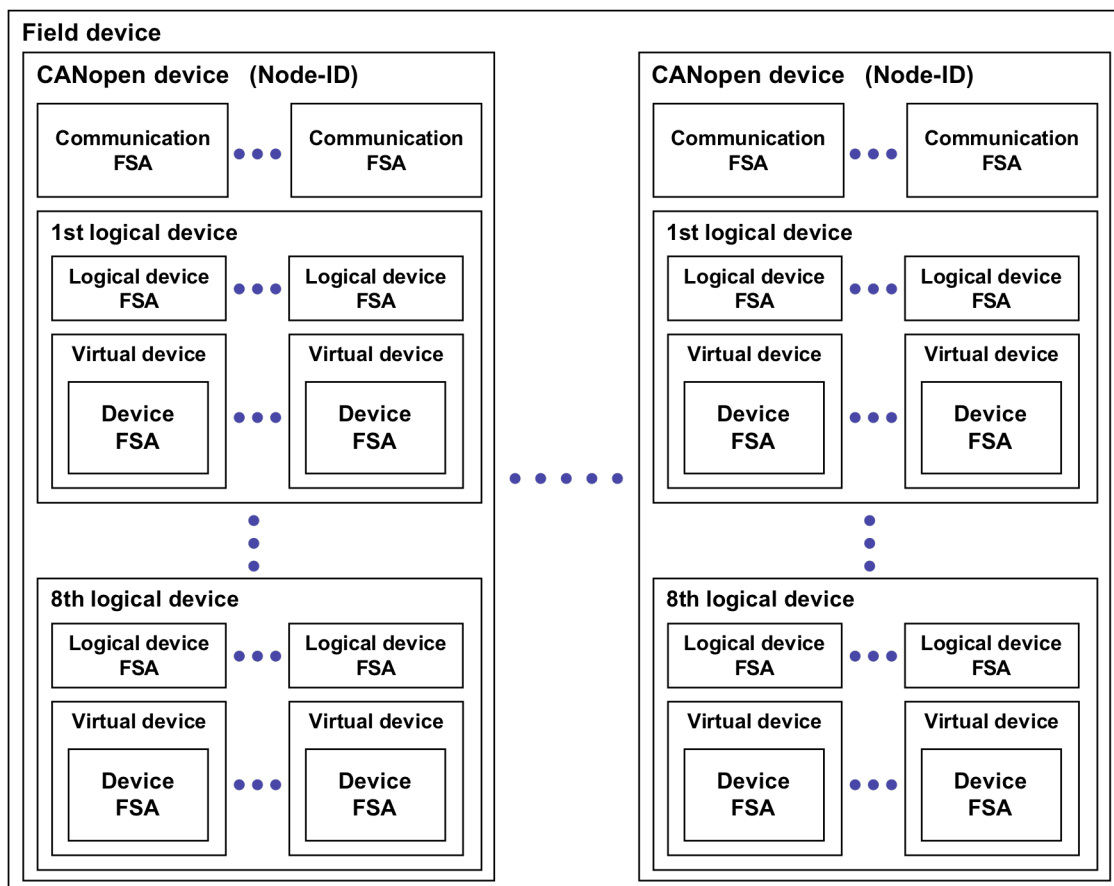 Field device
CANopen device (Node-ID)
Communication
FSA
Communication
FSA
1st logical device
Logical device
FSA
Logical device
FSA
Virtual device
Device
FSA
Virtual device
Device
FSA
8th logical device
Logical device
FSA
Logical device
FSA
Virtual device
Device
FSA
Virtual device
Device
FSA
CANopen device (Node-ID)
Communication
FSA
Communication
FSA
1st logical device
Logical device
FSA
Logical device
FSA
Virtual device
Device
FSA
Virtual device
Device
FSA
8th logical device
Logical device
FSA
Logical device
FSA
Virtual device
Device
FSA
Virtual device
Device
FSA